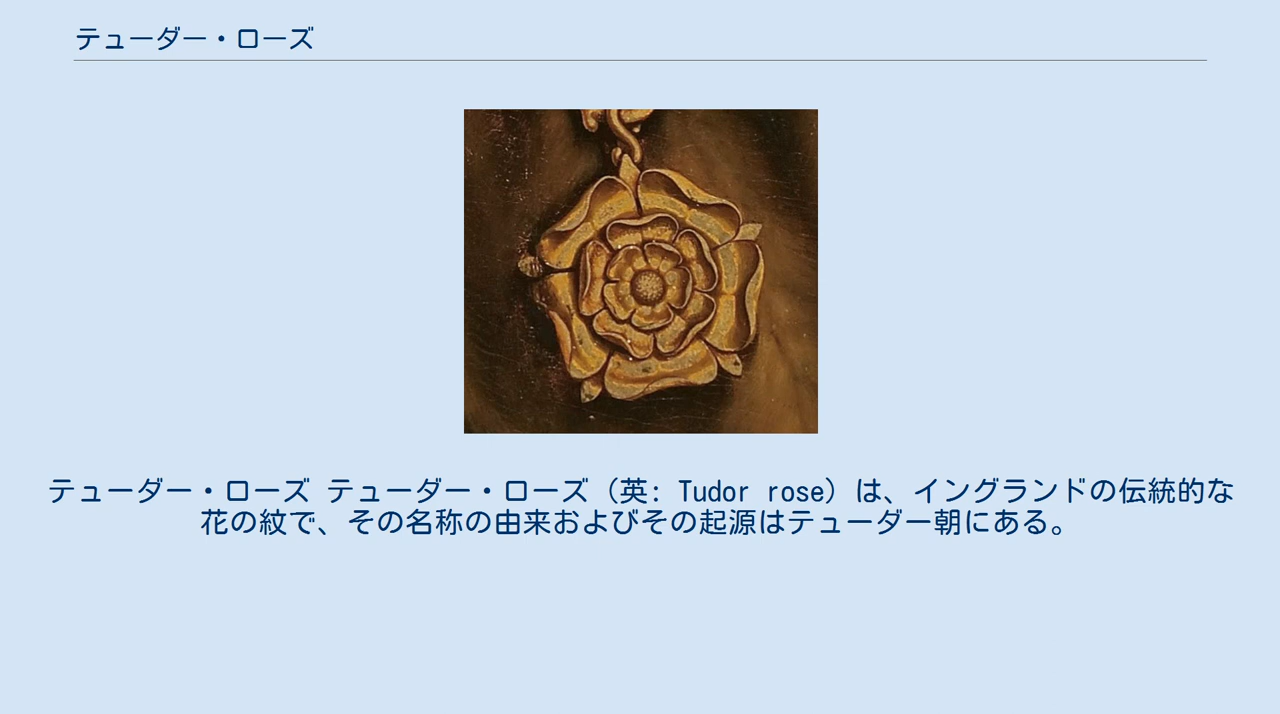 テューダー・ローズ
テューダー・ローズ テューダー・ローズ（英: Tudor rose）は、イングランドの伝統的な
花の紋で、その名称の由来およびその起源はテューダー朝にある。